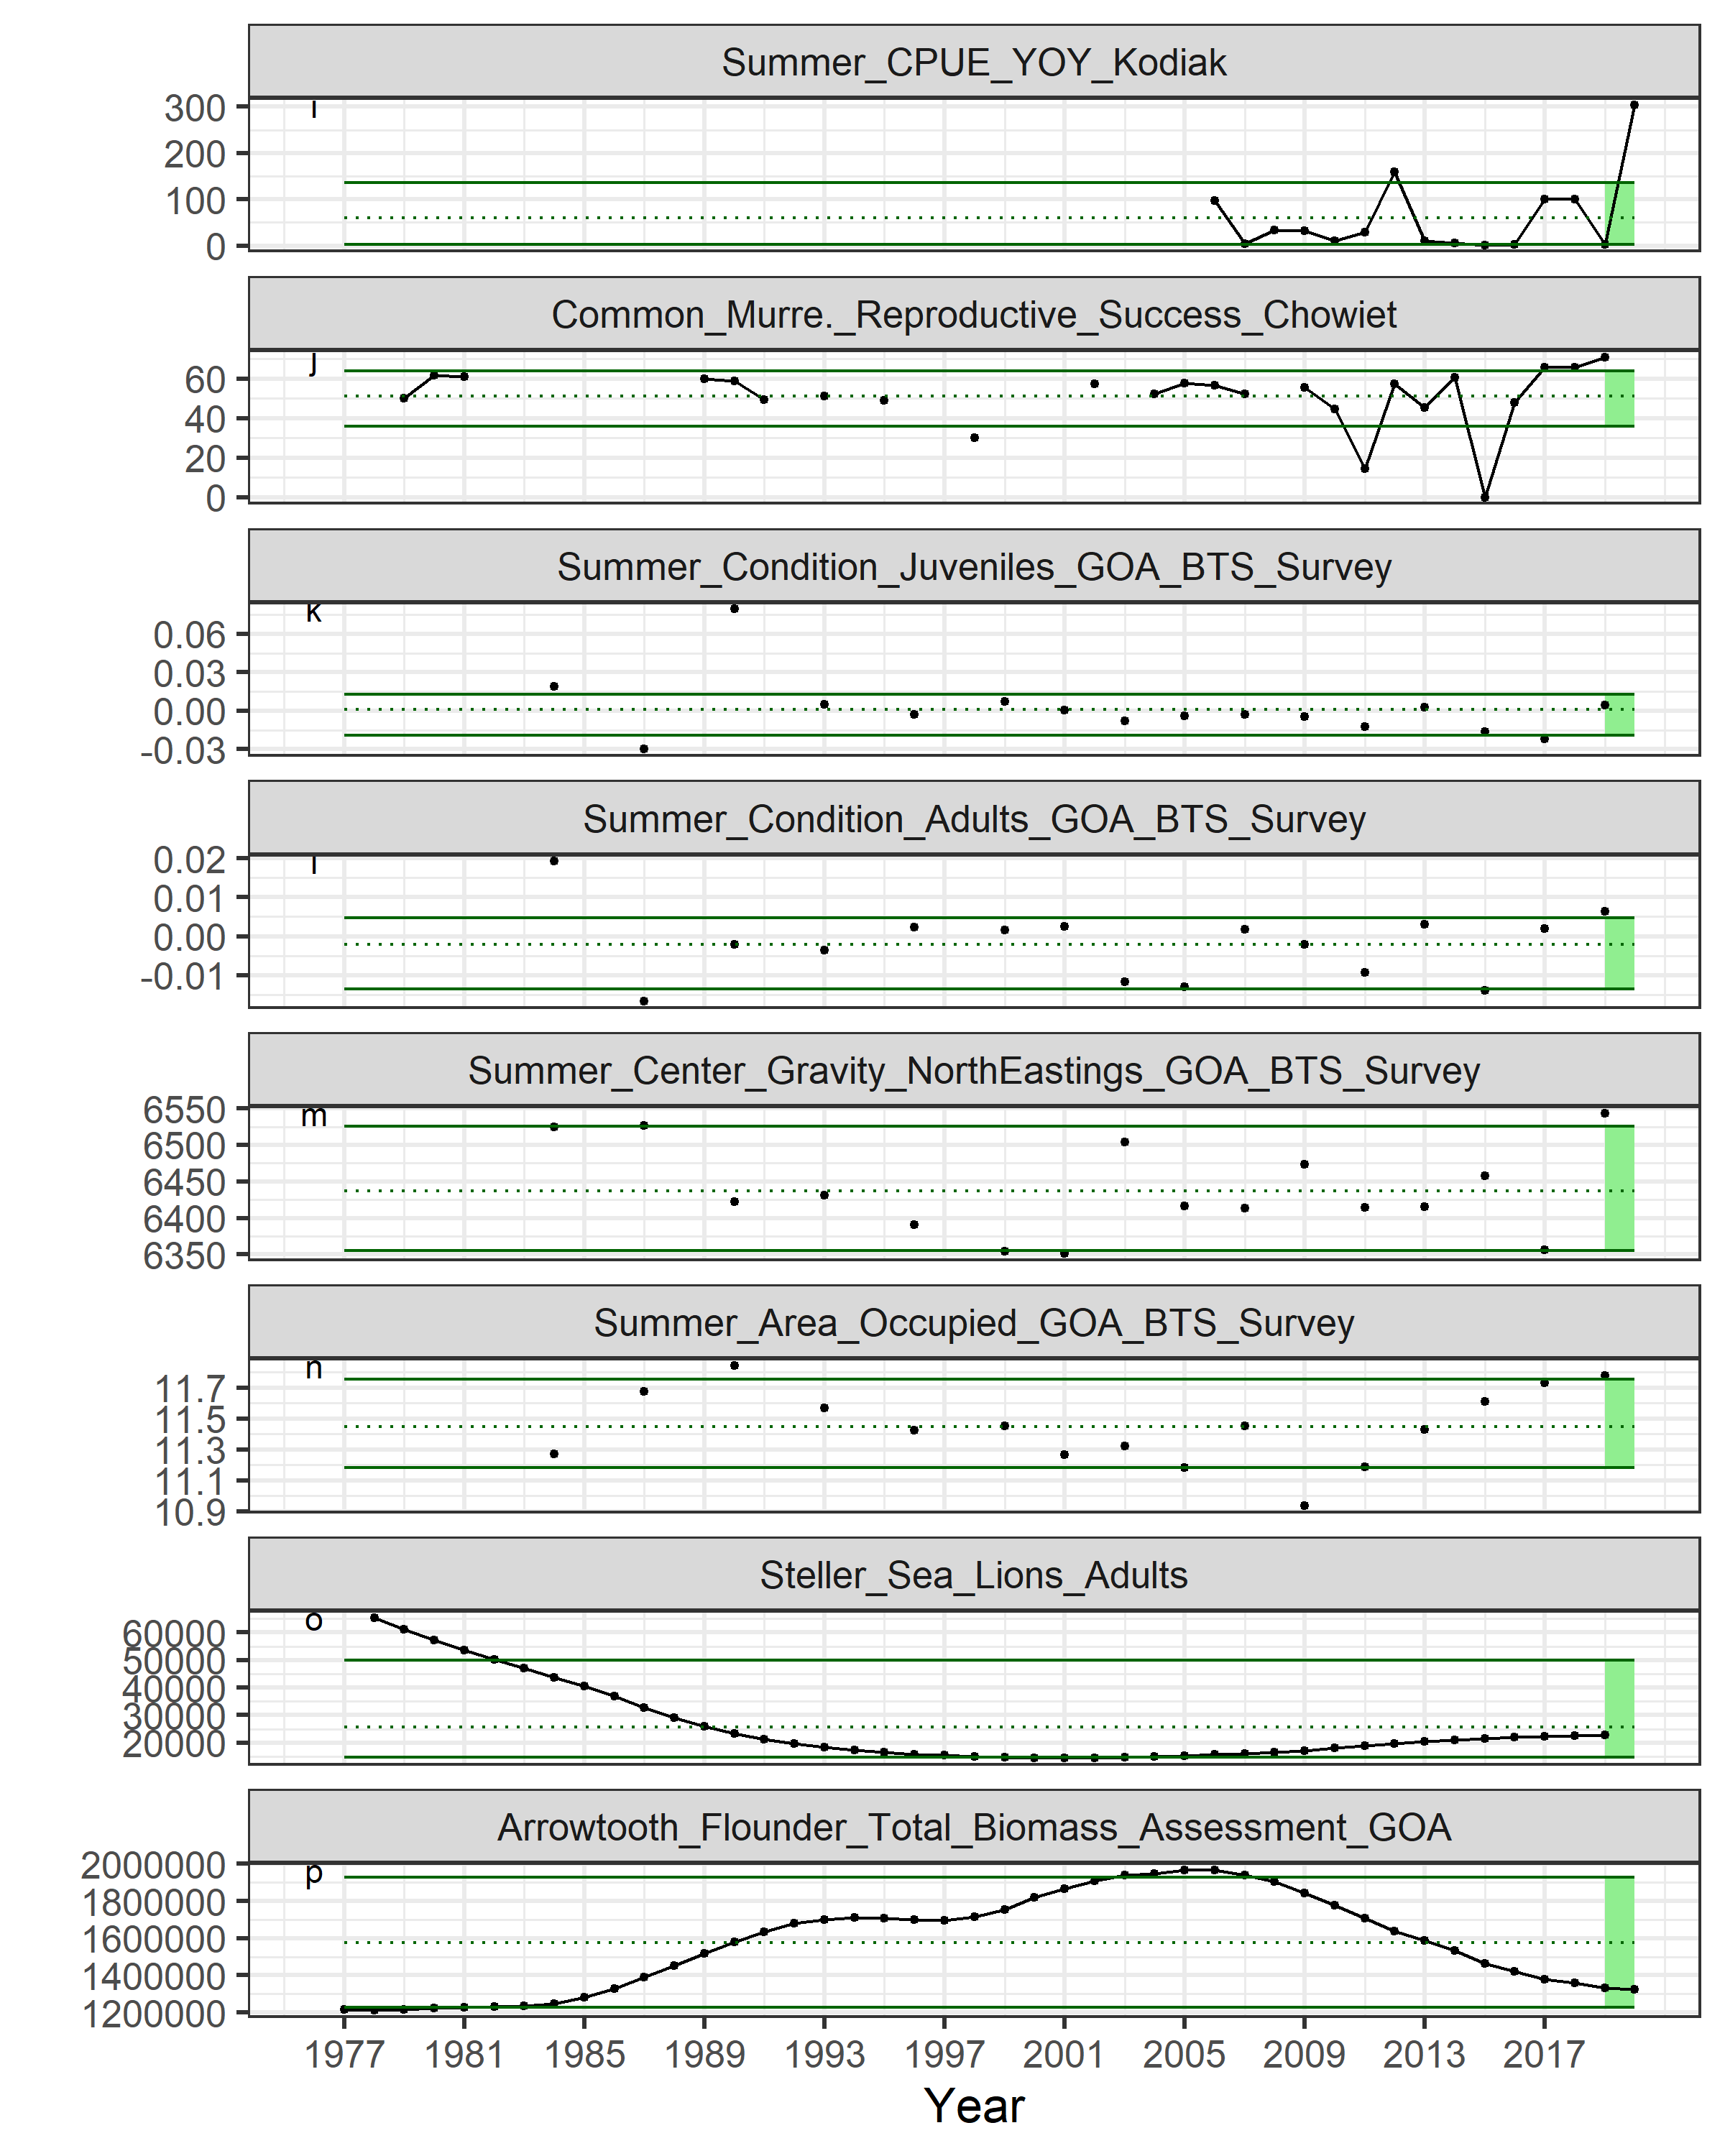 Summer_CPUE_YOY_Kodiak
i
300
200
100
0
Common_Murre._Reproductive_Success_Chowiet
j
60
40
20
0
Summer_Condition_Juveniles_GOA_BTS_Survey
k
0.06
0.03
0.00
-0.03
Summer_Condition_Adults_GOA_BTS_Survey
l
0.02
0.01
0.00
-0.01
Summer_Center_Gravity_NorthEastings_GOA_BTS_Survey
m
6550
6500
6450
6400
6350
Summer_Area_Occupied_GOA_BTS_Survey
n
11.7
11.5
11.3
11.1
10.9
Steller_Sea_Lions_Adults
o
60000
50000
40000
30000
20000
Arrowtooth_Flounder_Total_Biomass_Assessment_GOA
p
2000000
1800000
1600000
1400000
1200000
1977 1981 1985 1989 1993 1997 2001 2005 2009 2013 2017
Year